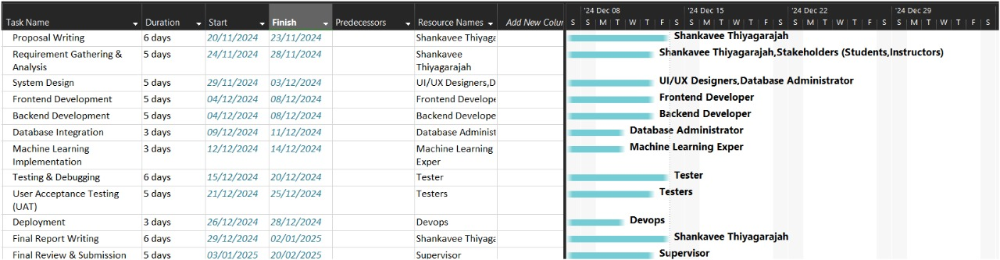 '24 Dec 08 '24 Dec 15 '24 Dec 22 '24 Dec 29
Task Name Duration Start Finish Predecessors Resource Names Add New Colur S S M T W T F S S M T W T F S S M T W T F S S M T W T F S
Proposal Writing 6 days 20/11/2024 23/11/2024 Shankavee Thiyaga Shankavee Thiyagarajah
Requirement Gathering & 5 days 24/11/2024 28/11/2024 Shankavee Shankavee Thiyagarajah,Stakeholders (Students,Instructors)
Analysis Thiyagarajah
System Design 5 days 29/11/2024 03/12/2024 UI/UX Designers,D UI/UX Designers,Database Administrator
Frontend Development 5 days 04/12/2024 08/12/2024 Frontend Develope Frontend Developer
Backend Development 5 days 04/12/2024 08/12/2024 Backend Develope Backend Developer
Database Integration 3 days 09/12/2024 11/12/2024 Database Administ Database Administrator
Machine Learning 3 days 12/12/2024 14/12/2024 Machine Learning Machine Learning Exper
Implementation Exper
Testing & Debugging 6 days 15/12/2024 20/12/2024 Tester Tester
User Acceptance Testing 5 days 21/12/2024 25/12/2024 Testers Testers
(UAT)
Deployment 3 days 26/12/2024 28/12/2024 Devops Devops
Final Report Writing 6 days 29/12/2024 02/01/2025 Shankavee Thiyaga Shankavee Thiyagarajah
Final Review & Submission 5 days 03/01/2025 20/02/2025 Supervisor Supervisor